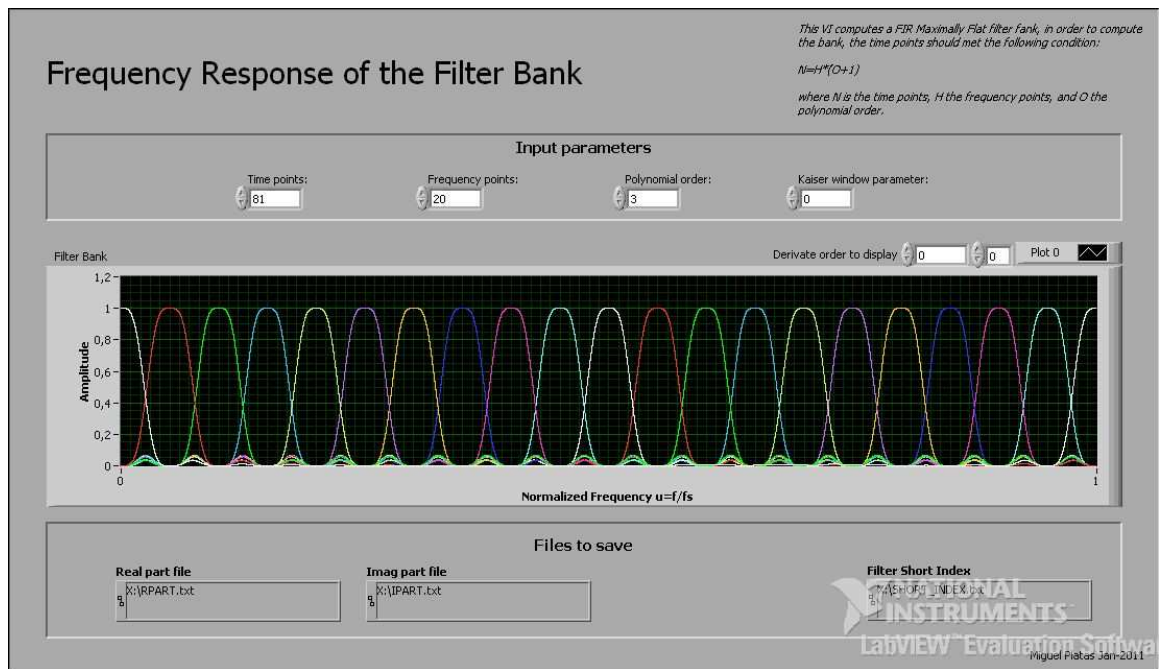 This VI computes a FIR Maximally Flat filter fank, in order to compute
the bank, the time points should met the following condition:
N=H*(O+1)
where N is the time points, H the frequency points, and O the
polynomial order.
Frequency Response of the Filter Bank
Input parameters
Time points:
Frequency points:
Polynomial order:
Kaiser window parameter:
81
20
3
0
Filter Bank
Derivate order to display
0
0
Plot 0
1,2
1
0,8
0,6
0,4
0,2
0
Amplitude
0
1
Normalized Frequency u=f/fs
Files to save
Real part file
Imag part file
Filter Short Index
X:\RPART.txt
X:\IPART.txt
X:\SHORT_INDEX.txt
NATIONAL
INSTRUMENTS
LabVIEW™ Evaluation Softwa
Miguel Platas Jan-2011